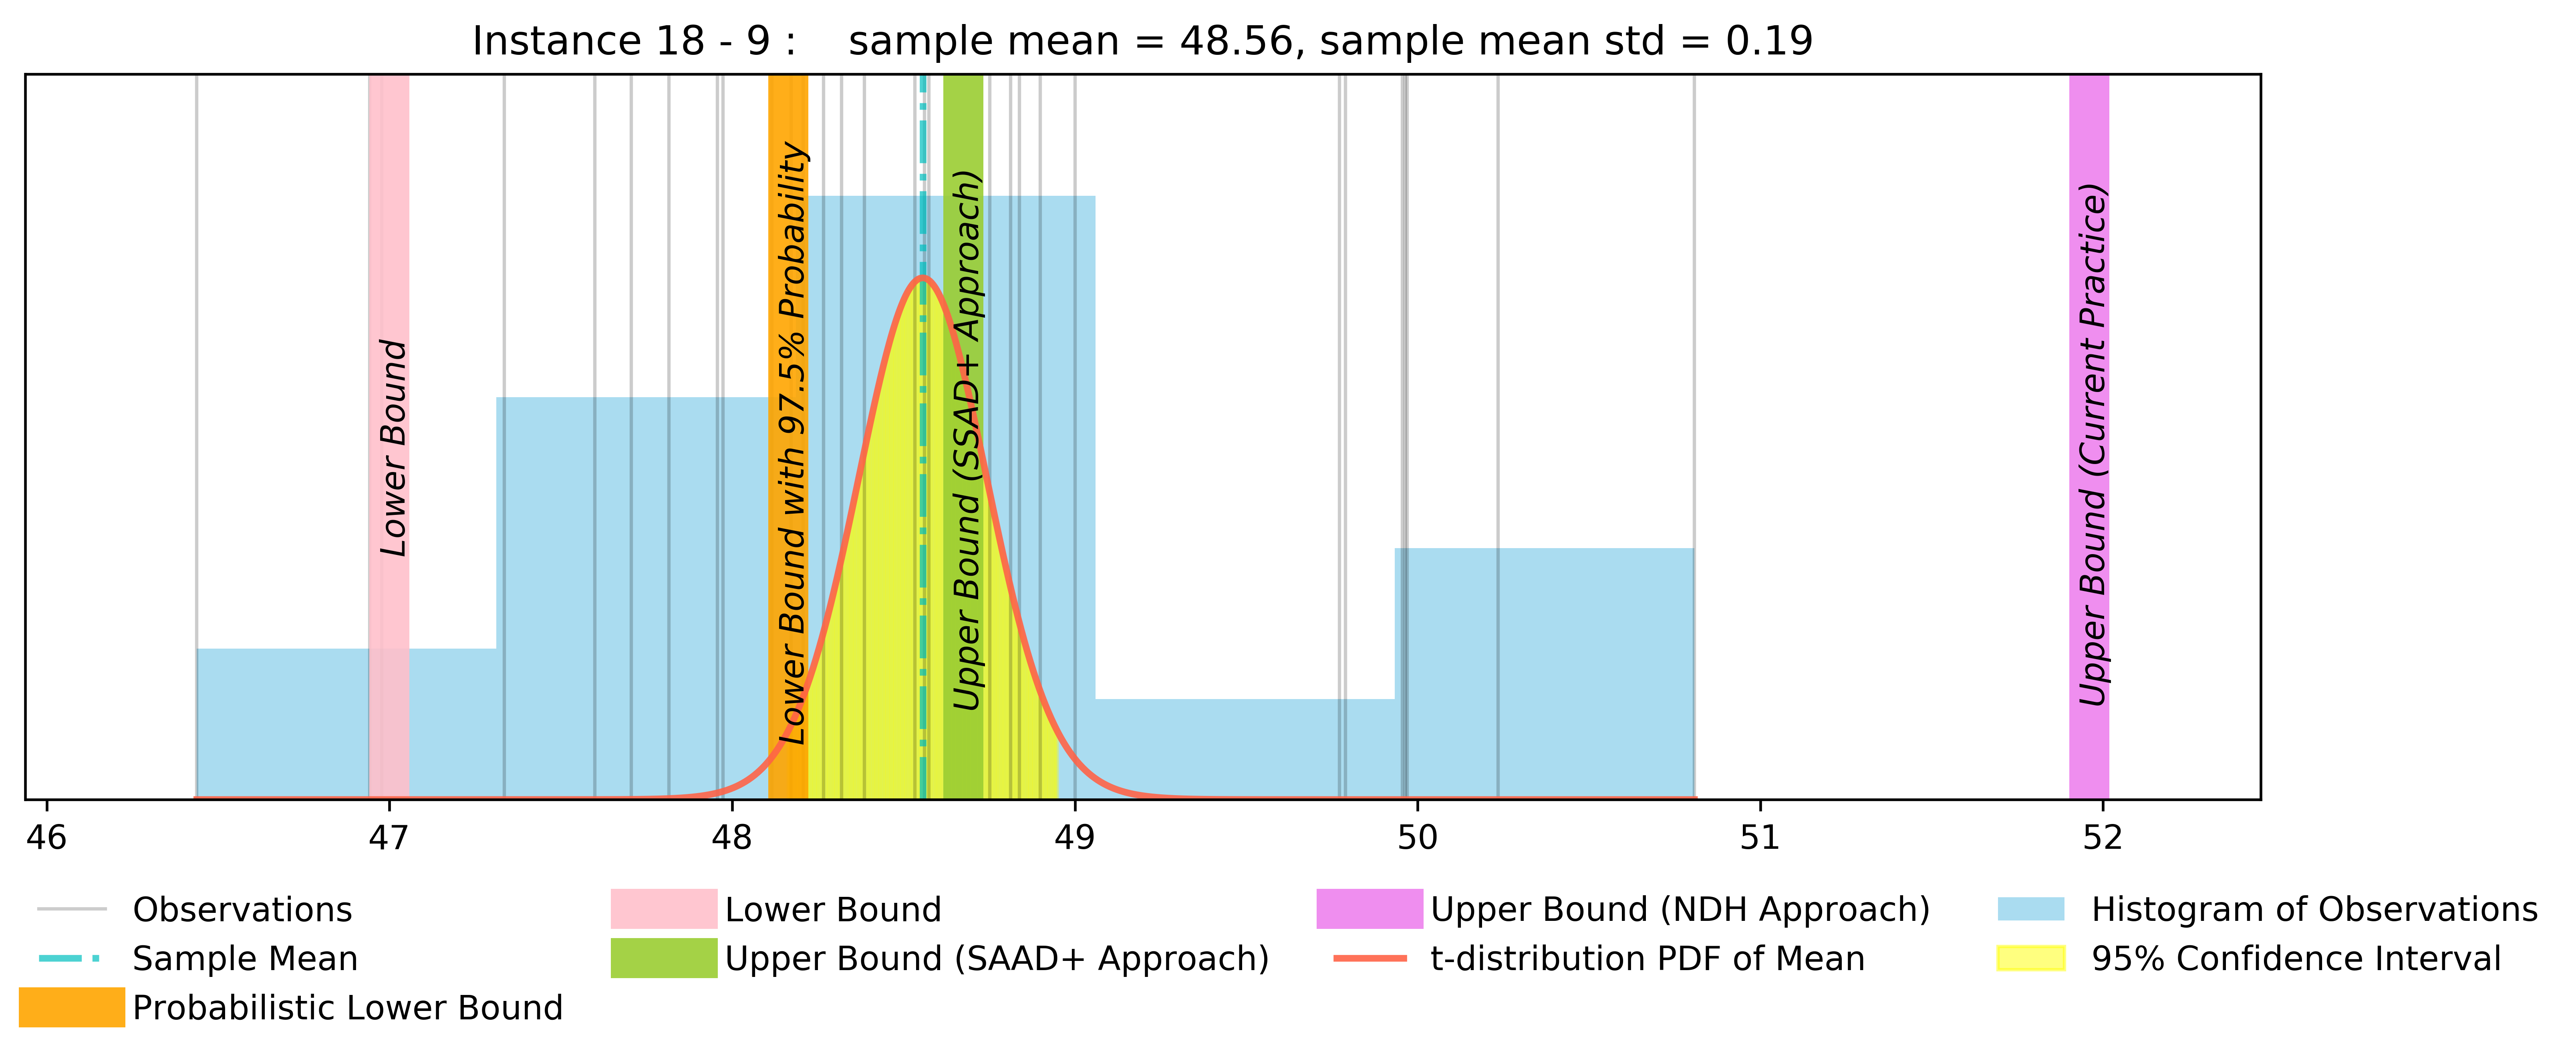 Instance 18 - 9 :    sample mean = 48.56, sample mean std = 0.19
Lower Bound
Lower Bound with 97.5% Probability
Upper Bound (SSAD+ Approach)
Upper Bound (Current Practice)
46 47 48 49 50 51 52
Observations
Sample Mean
Probabilistic Lower Bound
Lower Bound
Upper Bound (SAAD+ Approach)
Upper Bound (NDH Approach)
t-distribution PDF of Mean
Histogram of Observations
95% Confidence Interval